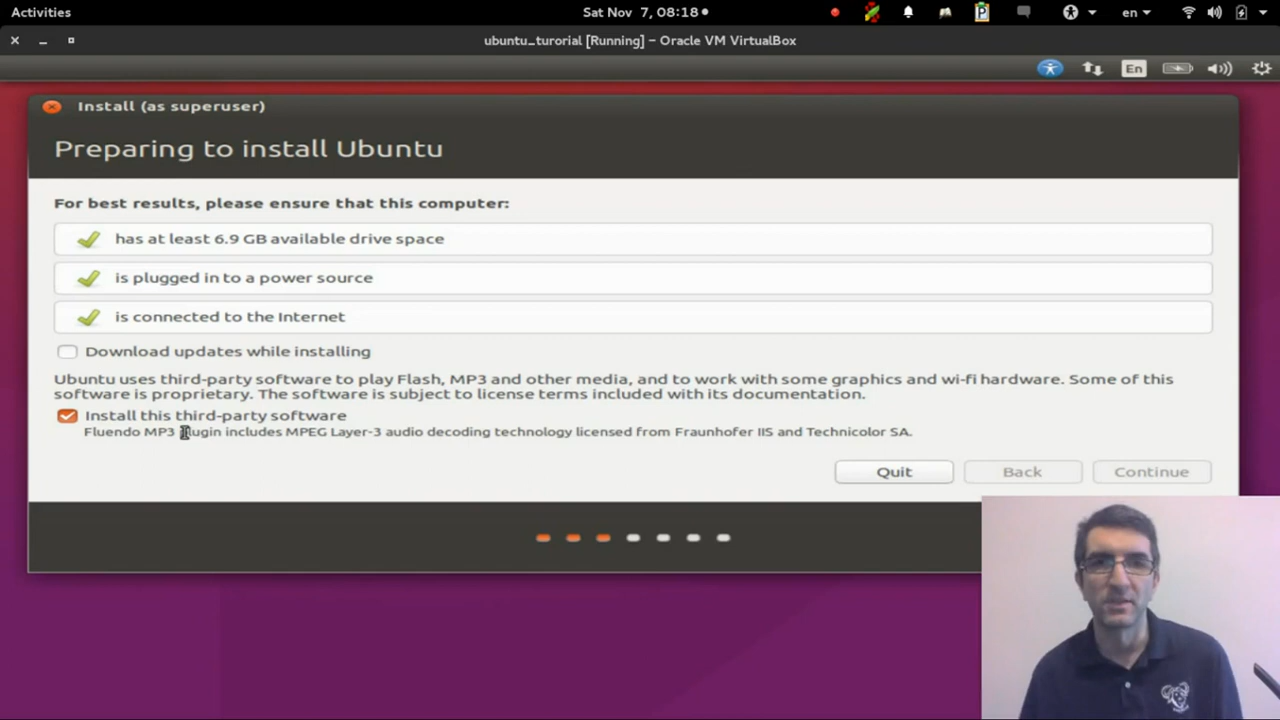 Activities
Sat Nov 7, 08:18
en
ubuntu_turorial [Running] – Oracle VM VirtualBox
En
Install (as superuser)
Preparing to install Ubuntu
For best results, please ensure that this computer:
has at least 6.9 GB available drive space
is plugged in to a power source
is connected to the Internet
Download updates while installing
Ubuntu uses third-party software to play Flash, MP3 and other media, and to work with some graphics and wi-fi hardware. Some of this
software is proprietary. The software is subject to license terms included with its documentation.
Install this third-party software
Fluendo MP3 plugin includes MPEG Layer-3 audio decoding technology licensed from Fraunhofer IIS and Technicolor SA.
Quit
Back
Continue